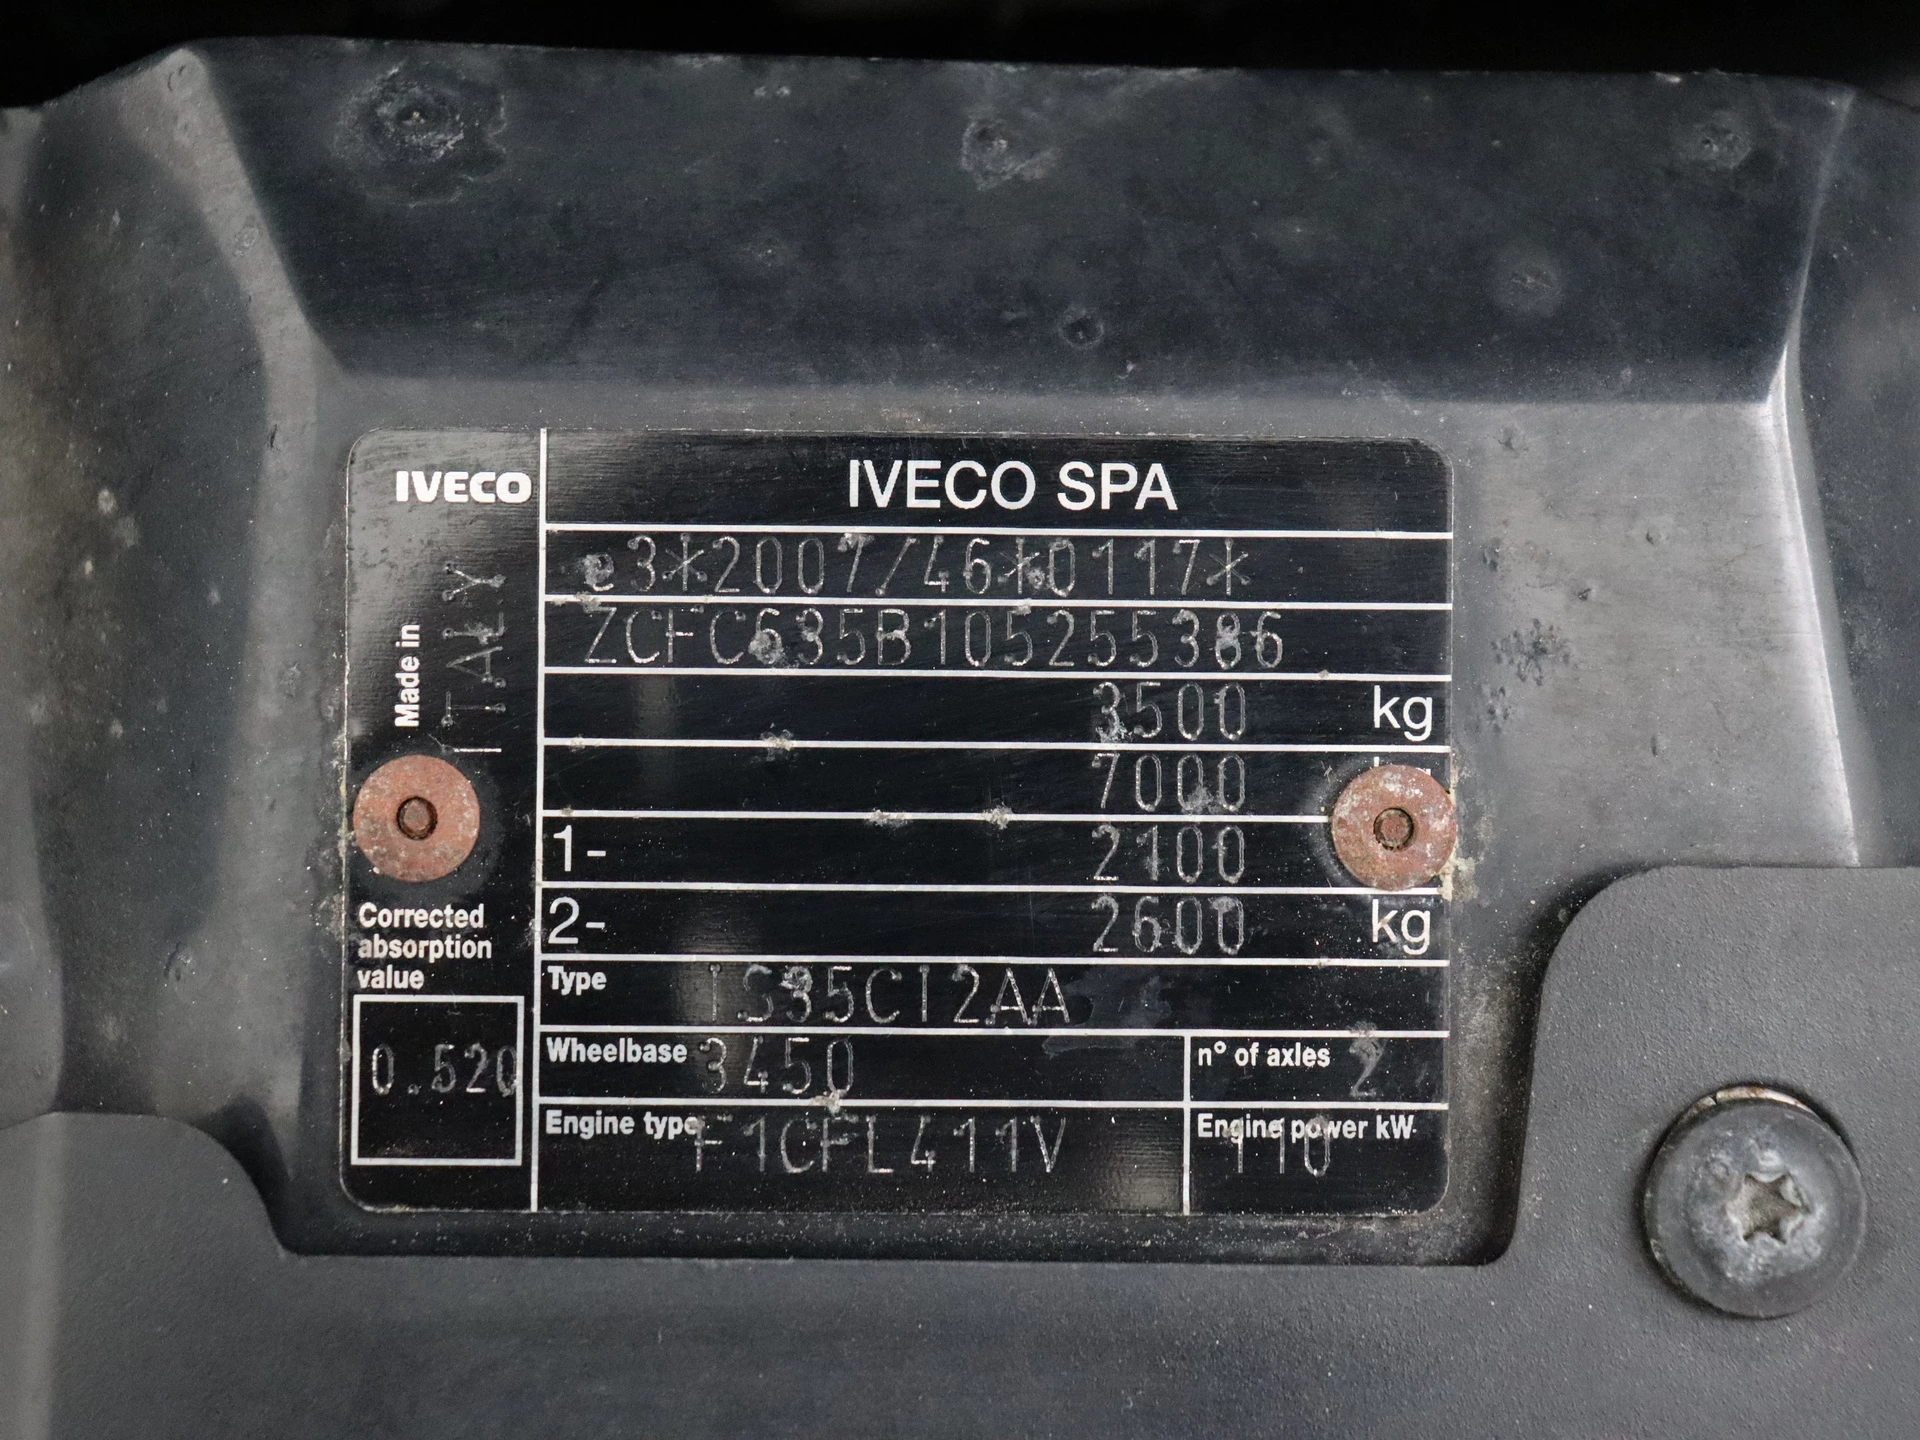 IVECO
IVECO SPA
e3*2007/46*0117*
ZCFC635B105255386
3500 kg
7000
1- 2100
2- 2600 kg
Made in ITALY
Corrected
absorption
value
0.520
Type IS35CI2AA
Wheelbase 3450
n° of axles 2
Engine type F1CFL411V
Engine power kW 110